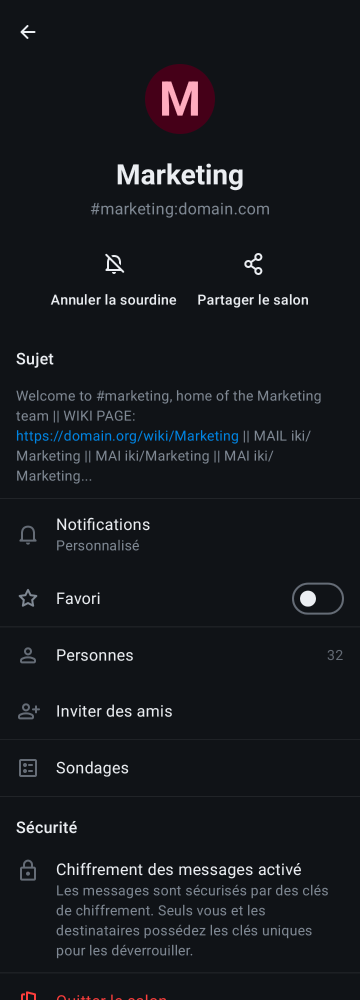 M
Marketing
#marketing:domain.com
Annuler la sourdine
Partager le salon
Sujet
Welcome to #marketing, home of the Marketing
team || WIKI PAGE:
https://domain.org/wiki/Marketing || MAIL iki/
Marketing || MAI iki/Marketing || MAI iki/
Marketing...
Notifications
Personnalisé
Favori
Personnes 32
Inviter des amis
Sondages
Sécurité
Chiffrement des messages activé
Les messages sont sécurisés par des clés
de chiffrement. Seuls vous et les
destinataires possédez les clés uniques
pour les déverrouiller.
Quitter le salon